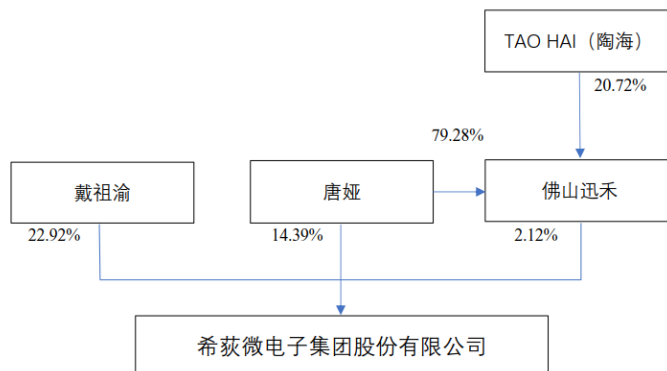 TAO HAI（陶海）
20.72%
79.28%
戴祖渝
唐娅
佛山迅禾
22.92%
14.39%
2.12%
希荻微电子集团股份有限公司